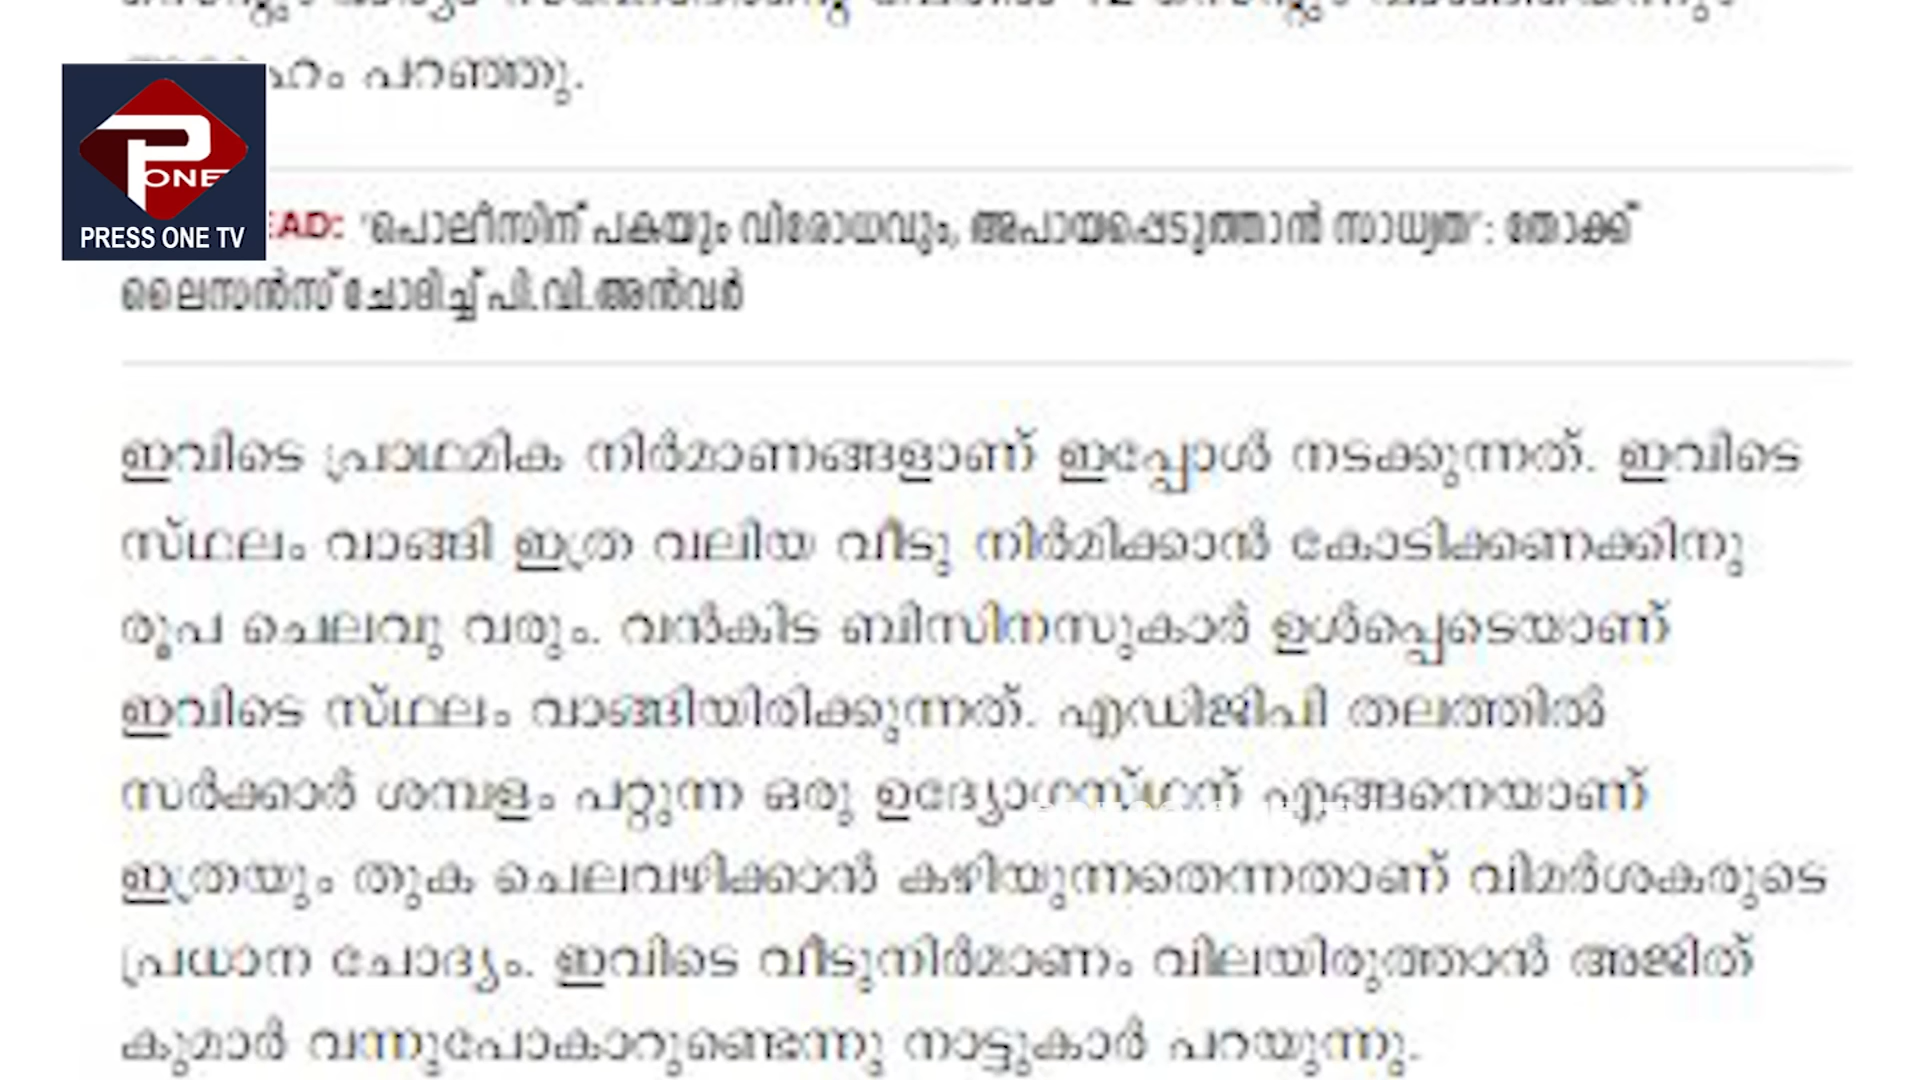 പറഞ്ഞു.
P
ONE
PRESS ONE TV
EAD: 'പൊലീസിന് പകയും വിരോധവും, അപായപ്പെടുത്താൻ സാധ്യത': തോക്ക്
ലൈസൻസ് ചോദിച്ച് പി.വി.അൻവർ
ഇവിടെ പ്രാഥമിക നിർമാണങ്ങളാണ് ഇപ്പോൾ നടക്കുന്നത്. ഇവിടെ
സ്ഥലം വാങ്ങി ഇത്ര വലിയ വീടു നിർമിക്കാൻ കോടിക്കണക്കിനു
രൂപ ചെലവു വരും. വൻകിട ബിസിനസുകാർ ഉൾപ്പെടെയാണ്
ഇവിടെ സ്ഥലം വാങ്ങിയിരിക്കുന്നത്. എഡിജിപി തലത്തിൽ
സർക്കാർ ശമ്പളം പറ്റുന്ന ഒരു ഉദ്യോഗസ്ഥന് എങ്ങനെയാണ്
ഇത്രയും തുക ചെലവഴിക്കാൻ കഴിയുന്നതെന്നതാണ് വിമർശകരുടെ
പ്രധാന ചോദ്യം. ഇവിടെ വീടുനിർമാണം വിലയിരുത്താൻ അജിത്
കുമാർ വന്നുപോകാറുണ്ടെന്നു നാട്ടുകാർ പറയുന്നു.